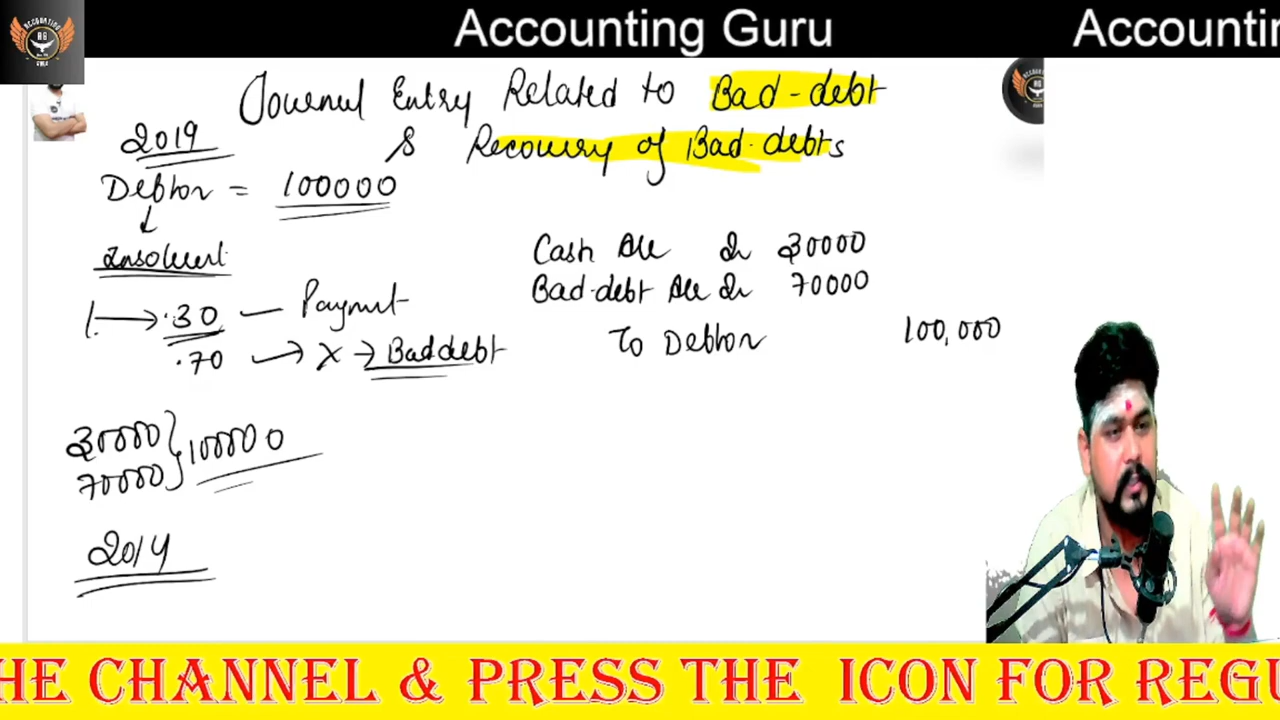 Accounting Guru
Accountin
Journal Entry Related to Bad-debt
& Recovery of Bad-debts
2019
Debtor = 100000
Insolvent
.30 — Payment
.70 → X → Bad debt
30000 } 100000
70000
2014
Cash A/c Dr 30000
Bad-debt A/c Dr 70000
To Debtor 100,000
HE CHANNEL & PRESS THE ICON FOR REGU